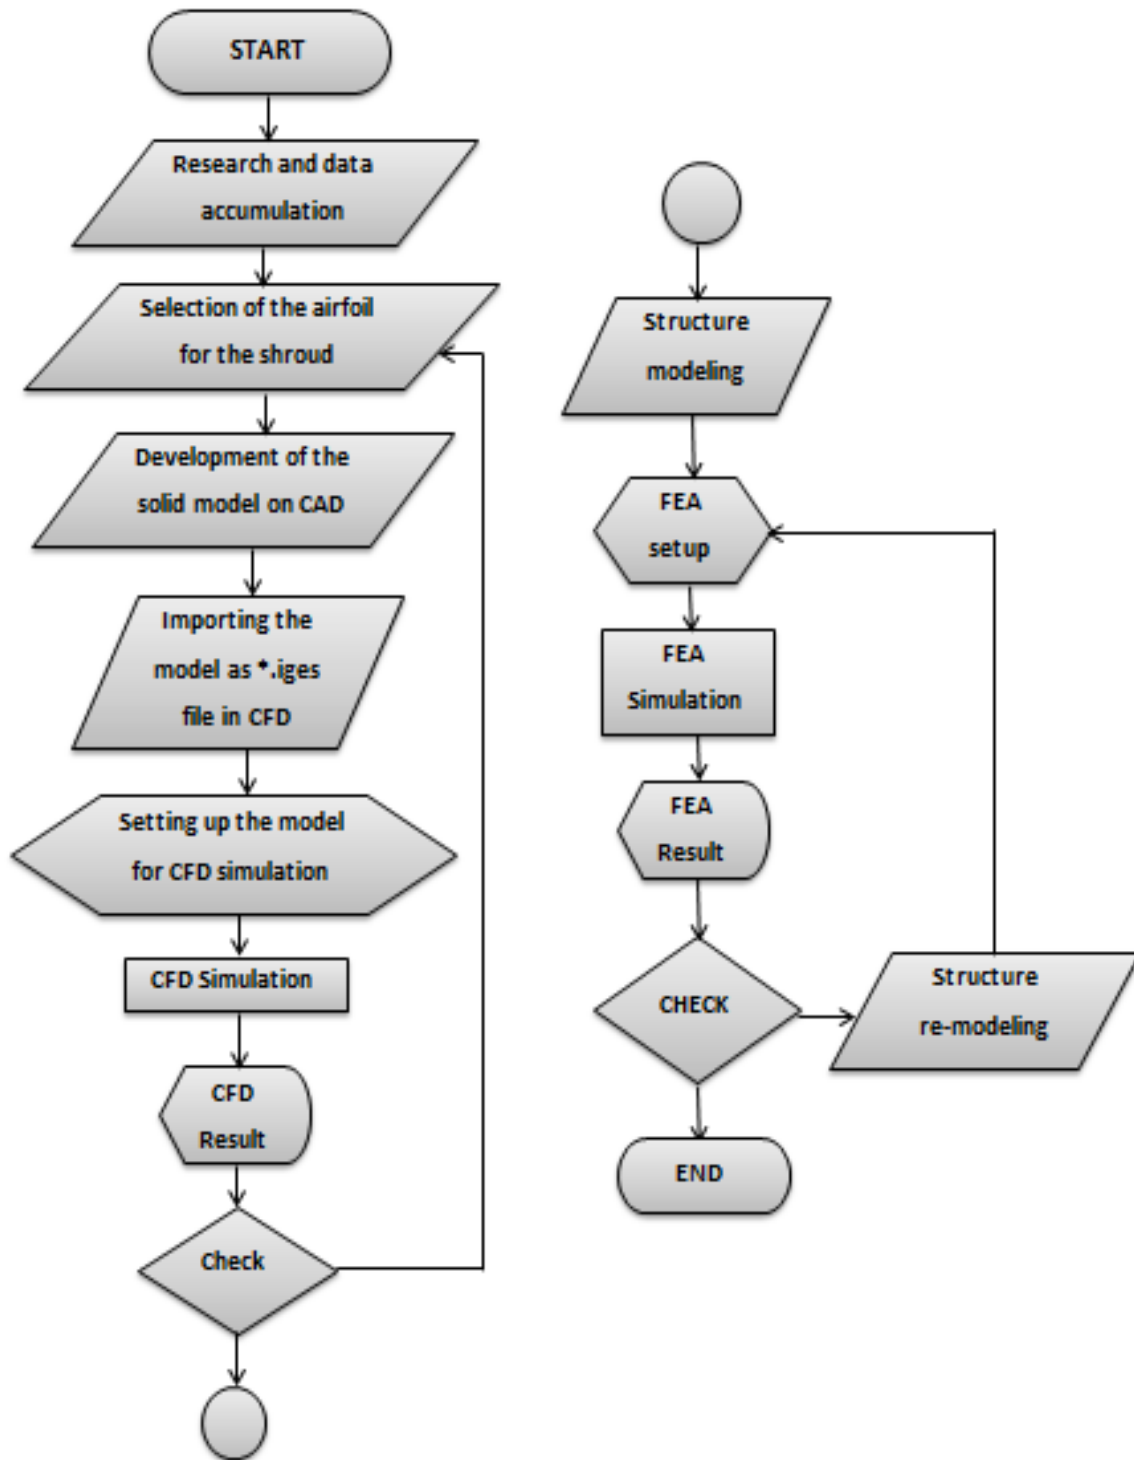 START
Research and data
accumulation
Selection of the airfoil
for the shroud
Development of the
solid model on CAD
Importing the
model as *.iges
file in CFD
Setting up the model
for CFD simulation
CFD Simulation
CFD
Result
Check
Structure
modeling
FEA
setup
FEA
Simulation
FEA
Result
CHECK
Structure
re-modeling
END